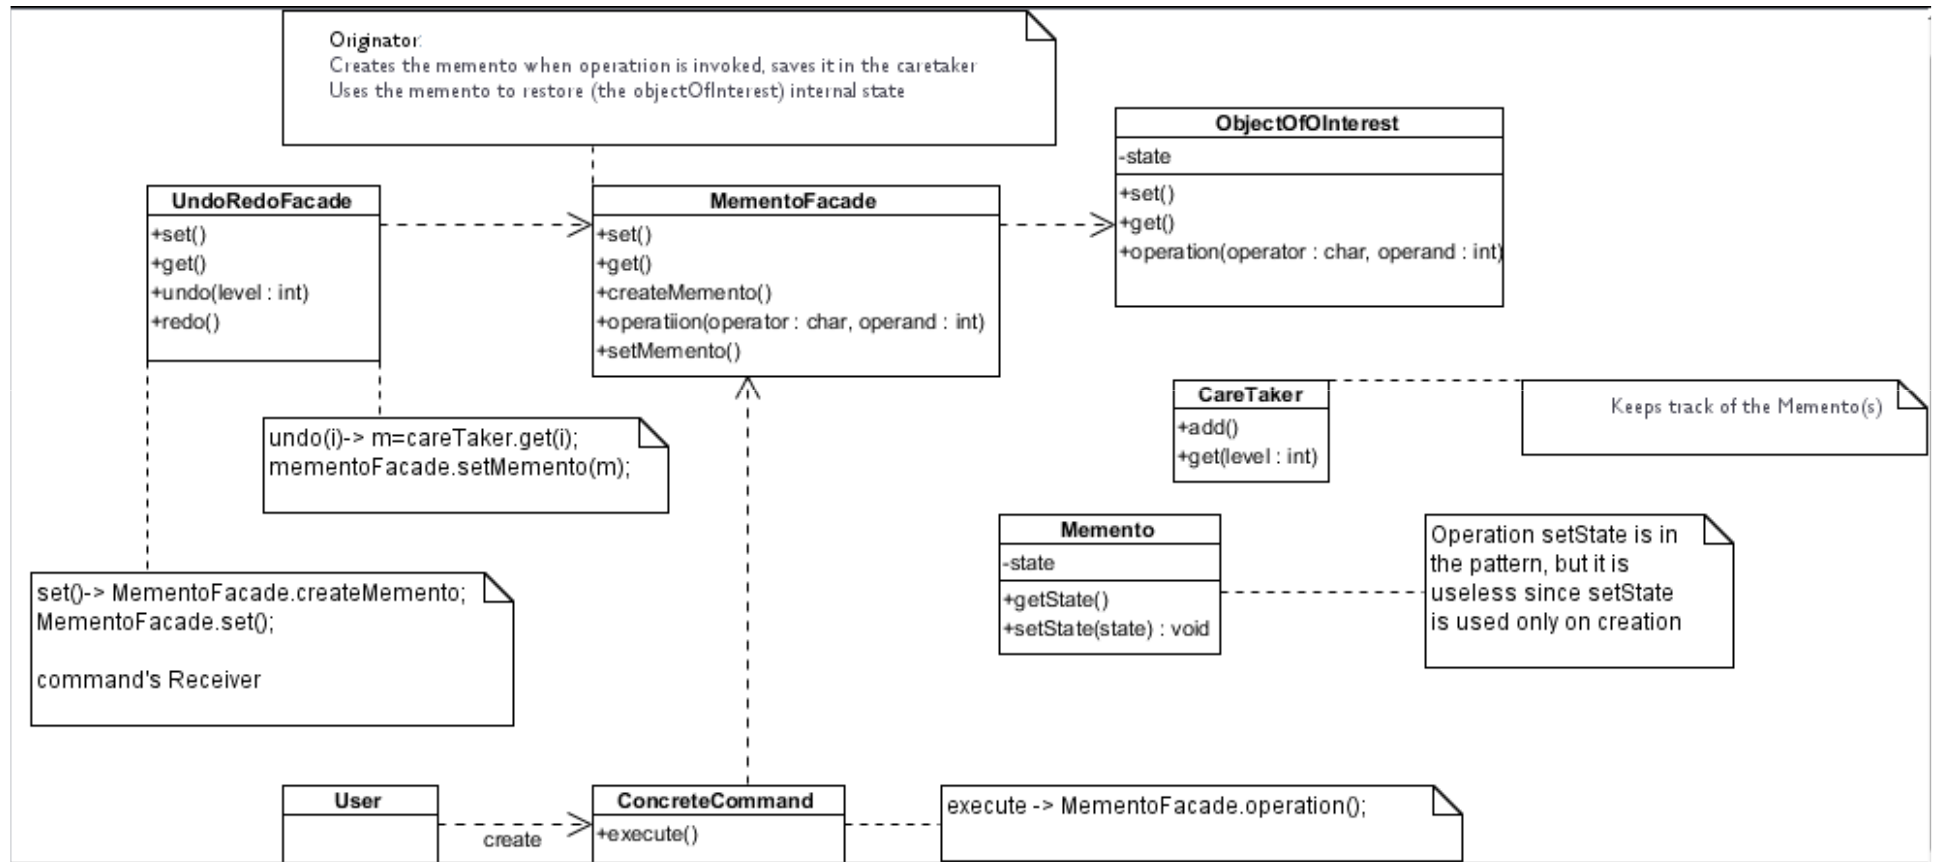 Originator:
Creates the memento when operatiion is invoked, saves it in the caretaker
Uses the memento to restore (the objectOfInterest) internal state
ObjectOfOInterest
-state
+set()
+get()
+operation(operator : char, operand : int)
UndoRedoFacade
+set()
+get()
+undo(level : int)
+redo()
MementoFacade
+set()
+get()
+createMemento()
+operatiion(operator : char, operand : int)
+setMemento()
undo(i)-> m=careTaker.get(i);
mementoFacade.setMemento(m);
CareTaker
+add()
+get(level : int)
Keeps track of the Memento(s)
Memento
-state
+getState()
+setState(state) : void
Operation setState is in
the pattern, but it is
useless since setState
is used only on creation
set()-> MementoFacade.createMemento;
MementoFacade.set();
command's Receiver
User
create
ConcreteCommand
+execute()
execute -> MementoFacade.operation();